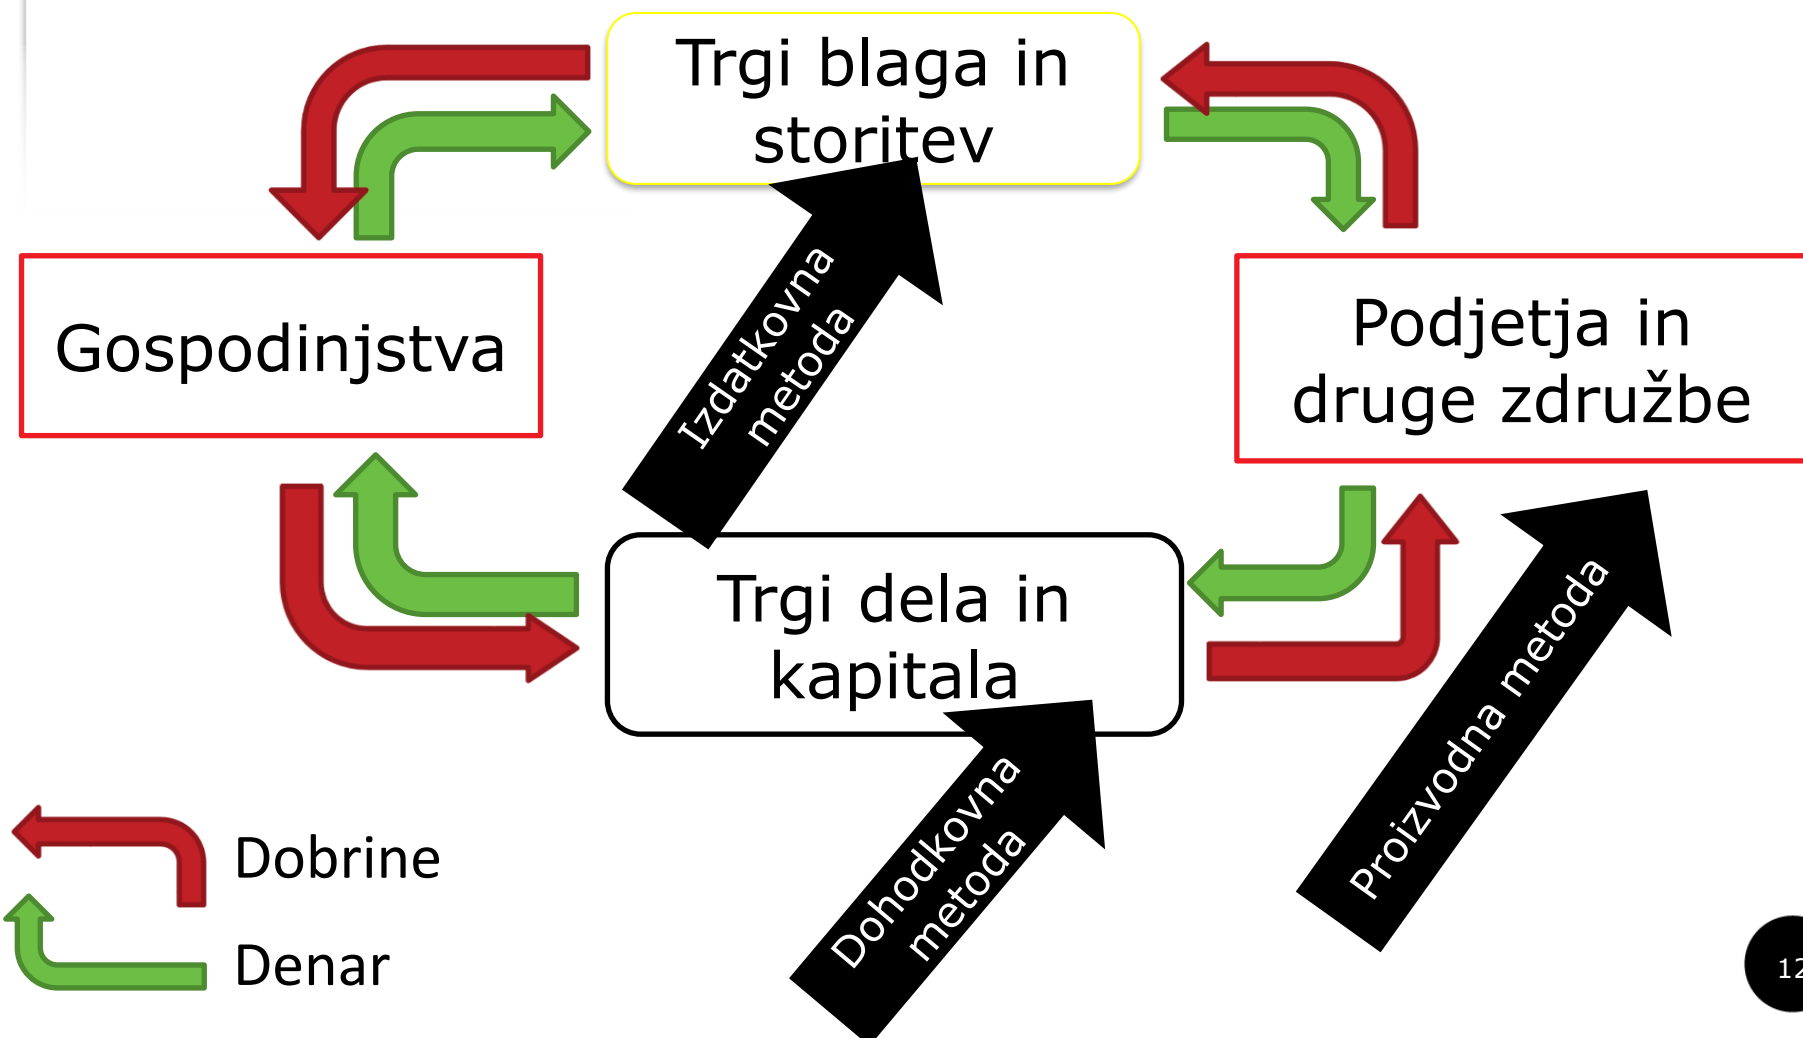 Trgi blaga in
storitev
Gospodinjstva
Izdatkovna
metoda
Podjetja in
druge združbe
Trgi dela in
kapitala
Dohodkovna
metoda
Proizvodna metoda
Dobrine
Denar
12